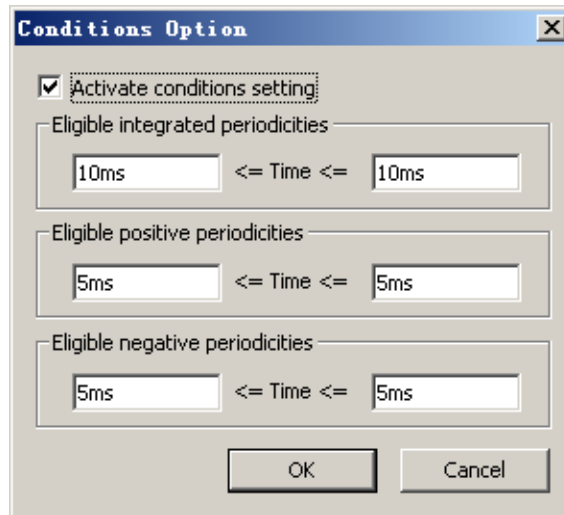 Conditions Option
Activate conditions setting
Eligible integrated periodicities
10ms <= Time <= 10ms
Eligible positive periodicities
5ms <= Time <= 5ms
Eligible negative periodicities
5ms <= Time <= 5ms
OK Cancel